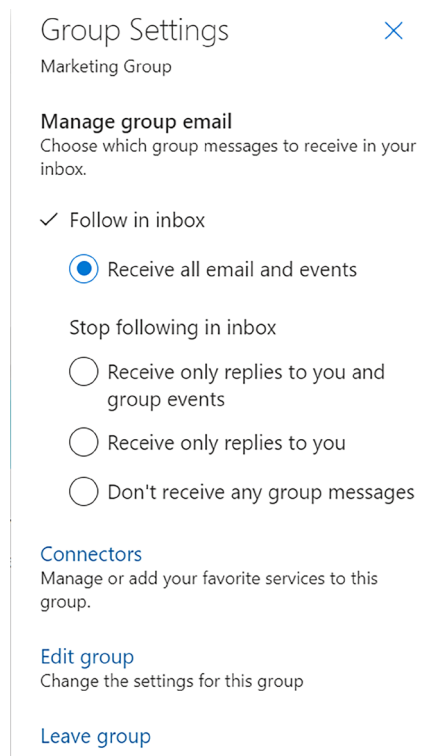 Group Settings
Marketing Group
Manage group email
Choose which group messages to receive in your
inbox.
Follow in inbox
Receive all email and events
Stop following in inbox
Receive only replies to you and
group events
Receive only replies to you
Don't receive any group messages
Connectors
Manage or add your favorite services to this
group.
Edit group
Change the settings for this group
Leave group